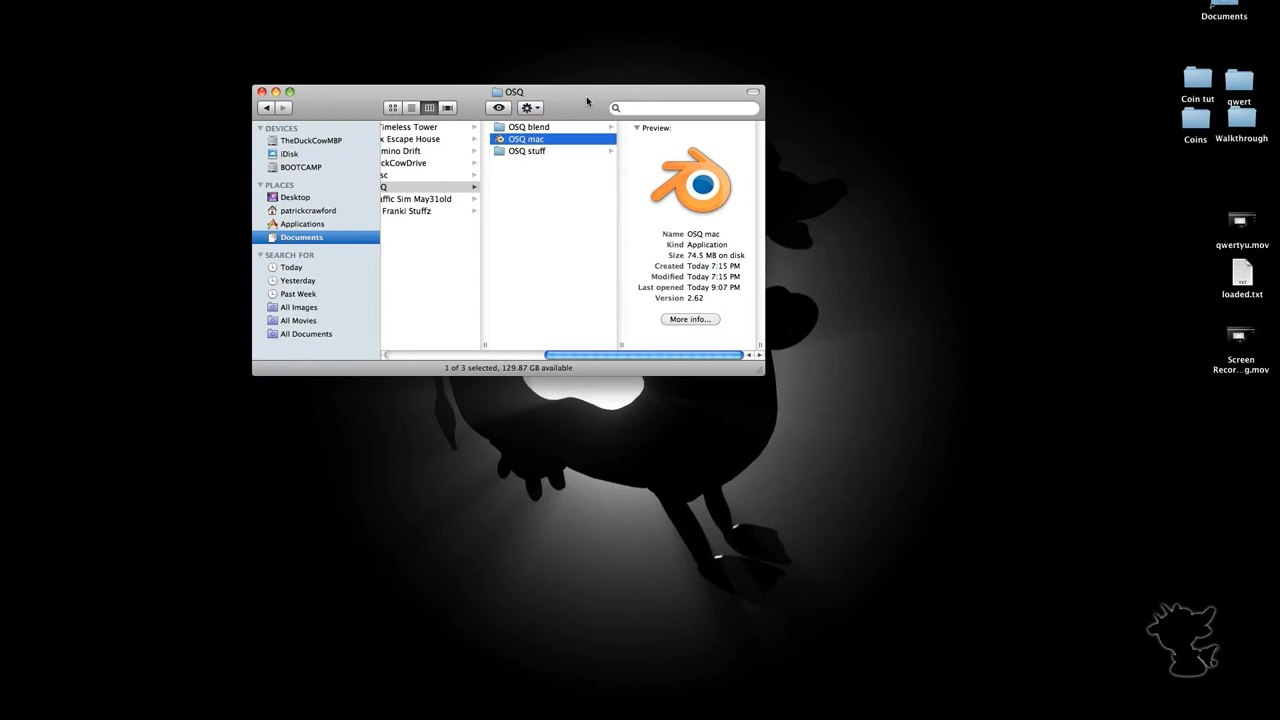 Documents
OSQ
DEVICES
TheDuckCowMBP
iDisk
BOOTCAMP
PLACES
Desktop
patrickcrawford
Applications
Documents
SEARCH FOR
Today
Yesterday
Past Week
All Images
All Movies
All Documents
Timeless Tower
x Escape House
mino Drift
ckCowDrive
sc
Q
affic Sim May31old
Franki Stuffz
OSQ blend
OSQ mac
OSQ stuff
Preview:
Name OSQ mac
Kind Application
Size 74.5 MB on disk
Created Today 7:15 PM
Modified Today 7:15 PM
Last opened Today 9:07 PM
Version 2.62
More info...
1 of 3 selected, 129.87 GB available
Coin tut
qwert
Coins
Walkthrough
qwertyu.mov
TXT
loaded.txt
Screen
Recor...g.mov